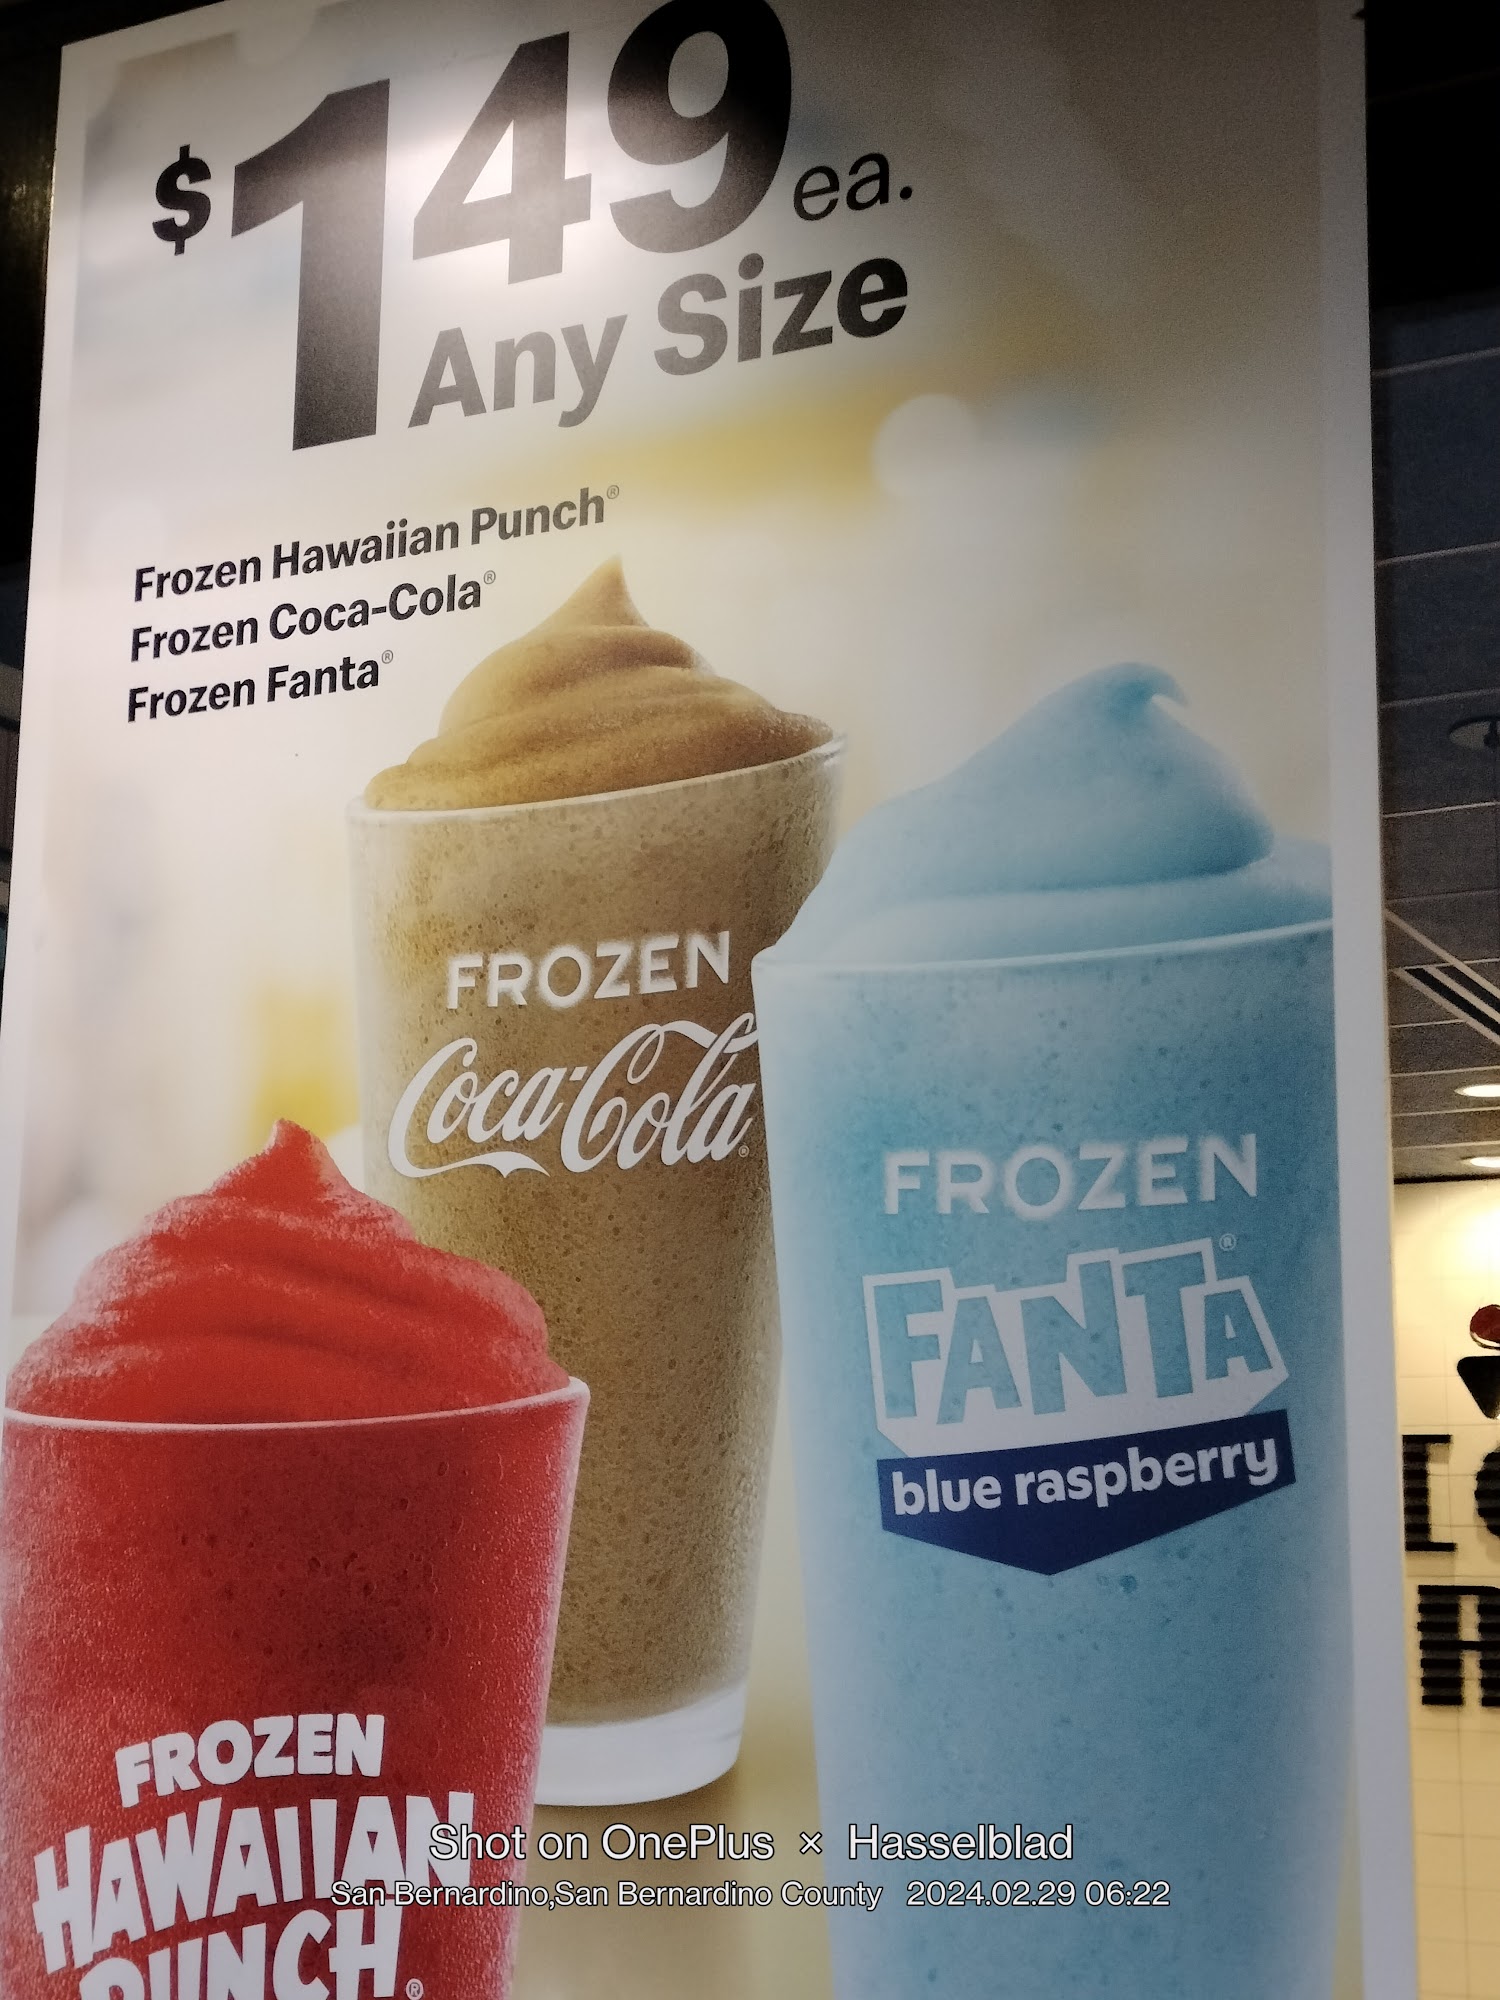 $149 ea.
Any Size
Frozen Hawaiian Punch®
Frozen Coca-Cola®
Frozen Fanta®
FROZEN
Coca-Cola®
FROZEN
FANTA®
blue raspberry
FROZEN
HAWAIIAN
PUNCH®
Shot on OnePlus × Hasselblad
San Bernardino,San Bernardino County 2024.02.29 06:22